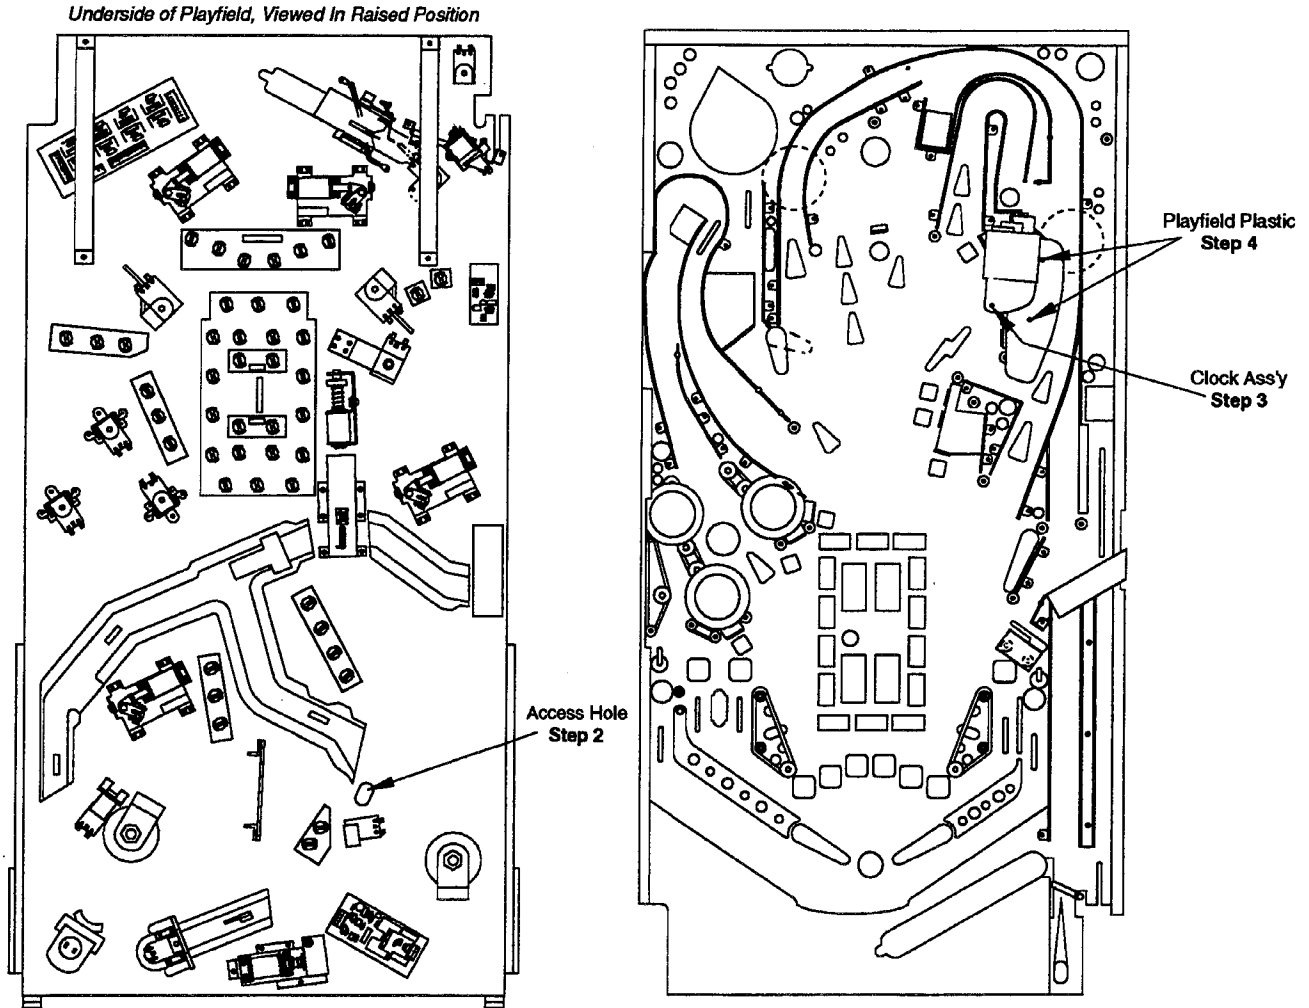 Underside of Playfield, Viewed In Raised Position
Playfield Plastic
Step 4
Clock Ass'y
Step 3
Access Hole
Step 2